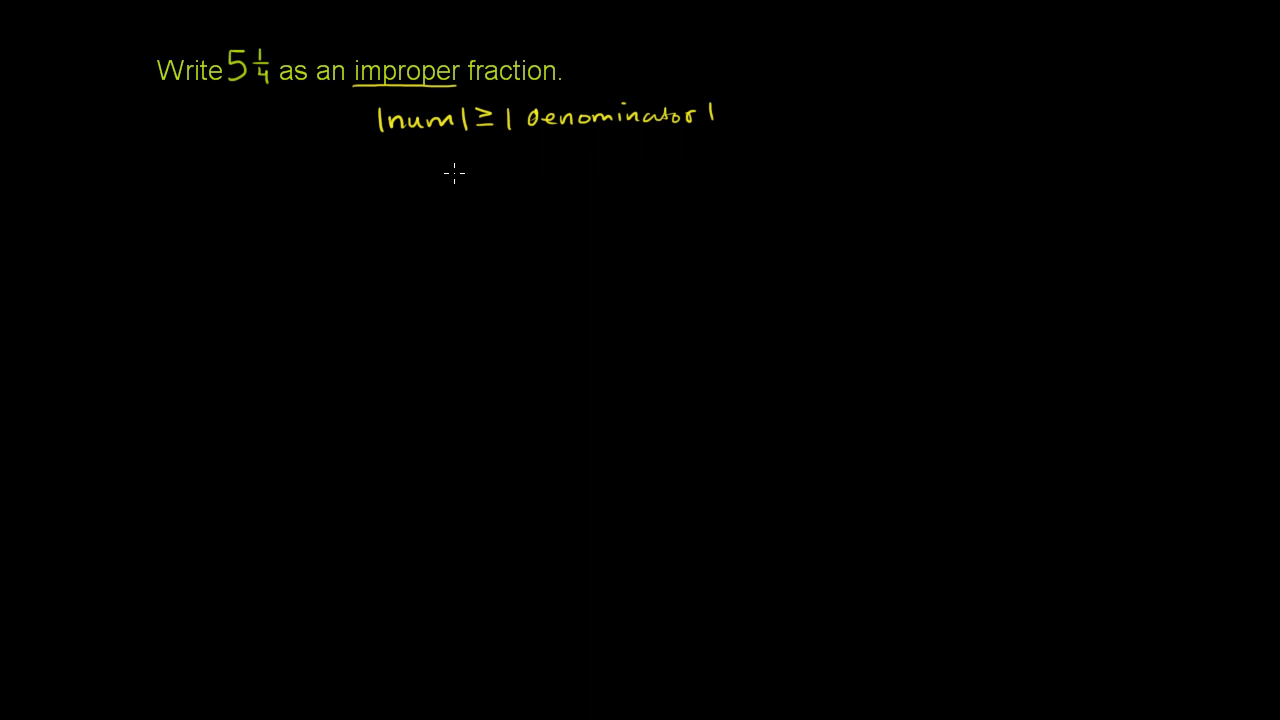 Write 5 1/4 as an improper fraction.
|num| ≥ | denominator |